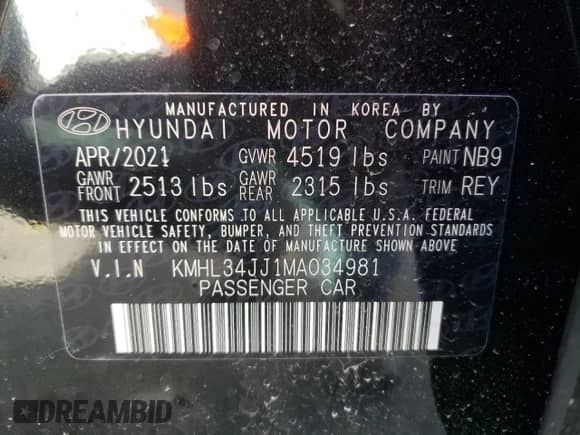 MANUFACTURED IN KOREA BY
HYUNDAI MOTOR COMPANY
APR/2021 GVWR 4519 lbs PAINT NB9
GAWR FRONT 2513 lbs GAWR REAR 2315 lbs TRIM REY
THIS VEHICLE CONFORMS TO ALL APPLICABLE U.S.A. FEDERAL
MOTOR VEHICLE SAFETY, BUMPER, AND THEFT PREVENTION STANDARDS
IN EFFECT ON THE DATE OF MANUFACTURE SHOWN ABOVE.
V.I.N KMHL34JJ1MA034981
PASSENGER CAR
DREAMBID